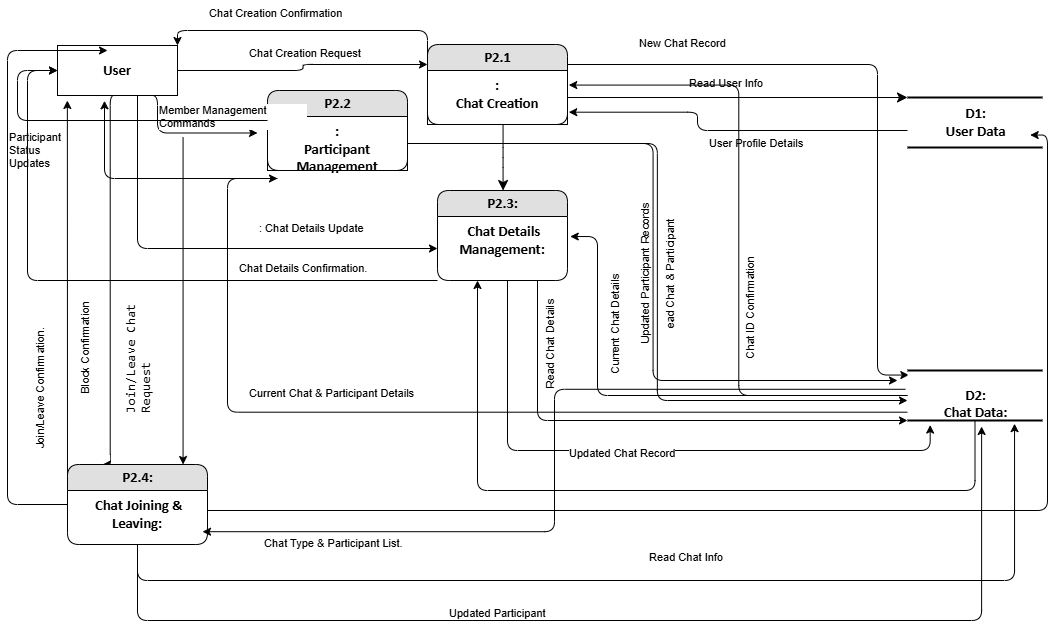 Chat Creation Confirmation
New Chat Record
Chat Creation Request
P2.1
:
Chat Creation
User
Read User Info
P2.2
:
Participant
Management
Member Management
Commands
D1:
User Data
Participant
Status
Updates
User Profile Details
P2.3:
Chat Details
Management:
: Chat Details Update
Chat Details Confirmation.
Updated Participant Records
ead Chat & Participant
Chat ID Confirmation
Current Chat Details
Read Chat Details
Block Confirmation
Join/Leave Chat
Request
Join/Leave Confirmation.
Current Chat & Participant Details
D2:
Chat Data:
Updated Chat Record
P2.4:
Chat Joining &
Leaving:
Chat Type & Participant List.
Read Chat Info
Updated Participant